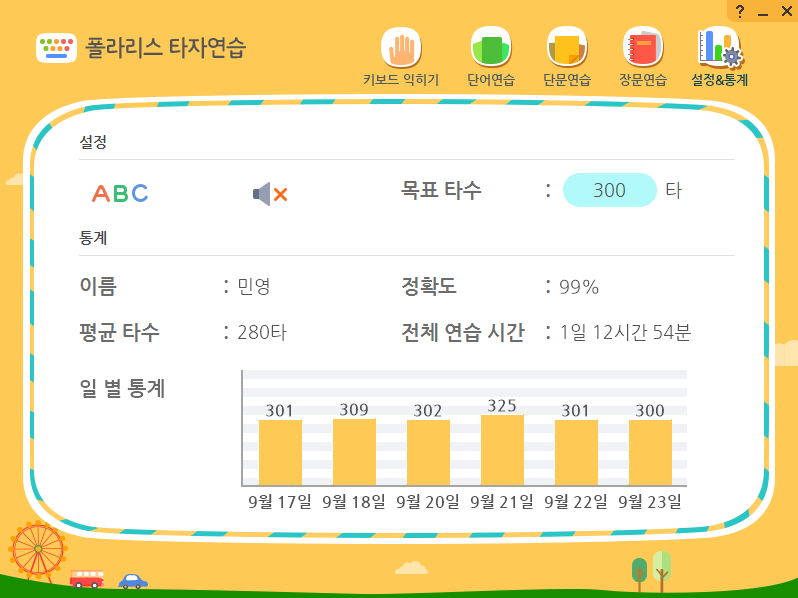 ?
폴라리스 타자연습
키보드 익히기 단어연습 단문연습 장문연습 설정&통계
설정
ABC 목표 타수 : 300 타
통계
이름 : 민영 정확도 : 99%
평균 타수 : 280타 전체 연습 시간 : 1일 12시간 54분
일 별 통계
301 309 302 325 301 300
9월 17일 9월 18일 9월 20일 9월 21일 9월 22일 9월 23일